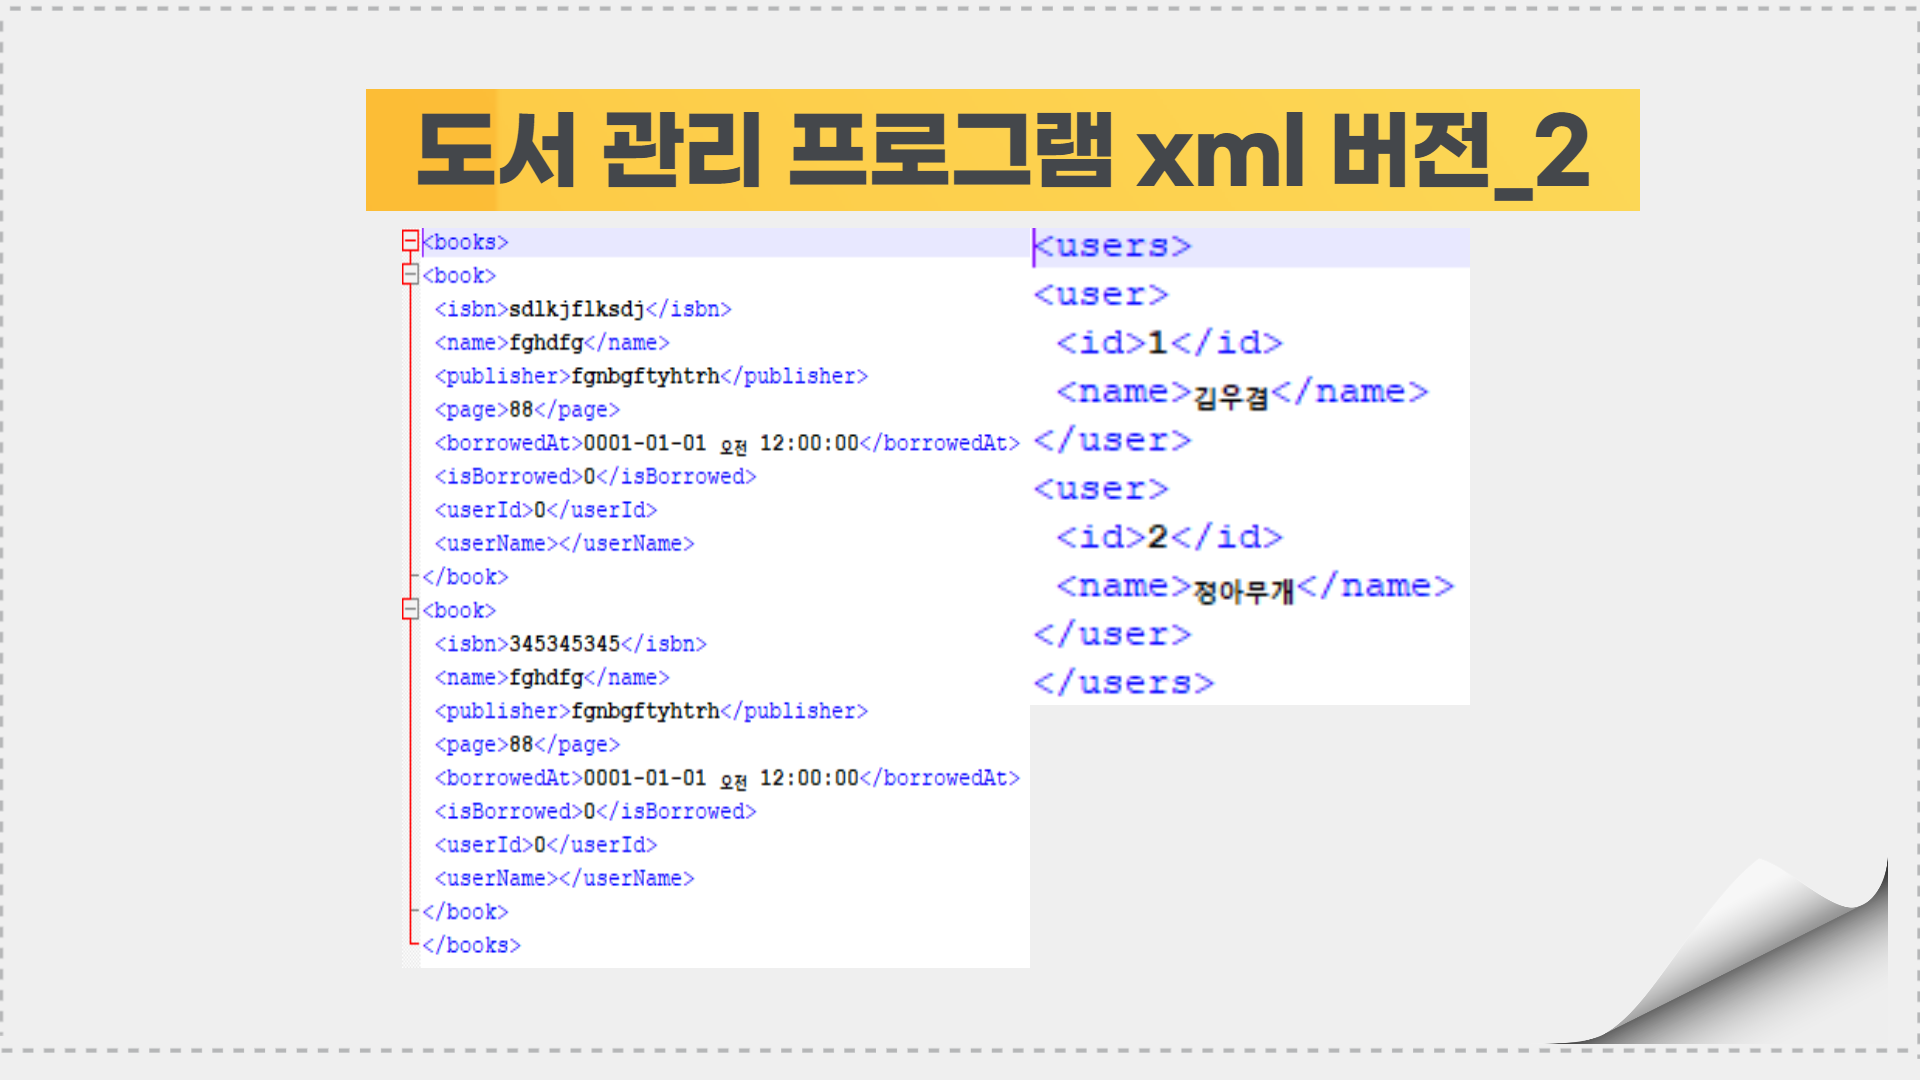 도서 관리 프로그램 xml 버전_2
<books>
<book>
<isbn>sdlkjflksdj</isbn>
<name>fghdfg</name>
<publisher>fgnbgftyhtrh</publisher>
<page>88</page>
<borrowedAt>0001-01-01 오전 12:00:00</borrowedAt>
<isBorrowed>0</isBorrowed>
<userId>0</userId>
<userName></userName>
</book>
<book>
<isbn>345345345</isbn>
<name>fghdfg</name>
<publisher>fgnbgftyhtrh</publisher>
<page>88</page>
<borrowedAt>0001-01-01 오전 12:00:00</borrowedAt>
<isBorrowed>0</isBorrowed>
<userId>0</userId>
<userName></userName>
</book>
</books>
<users>
<user>
<id>1</id>
<name>김우겸</name>
</user>
<user>
<id>2</id>
<name>정아무개</name>
</user>
</users>